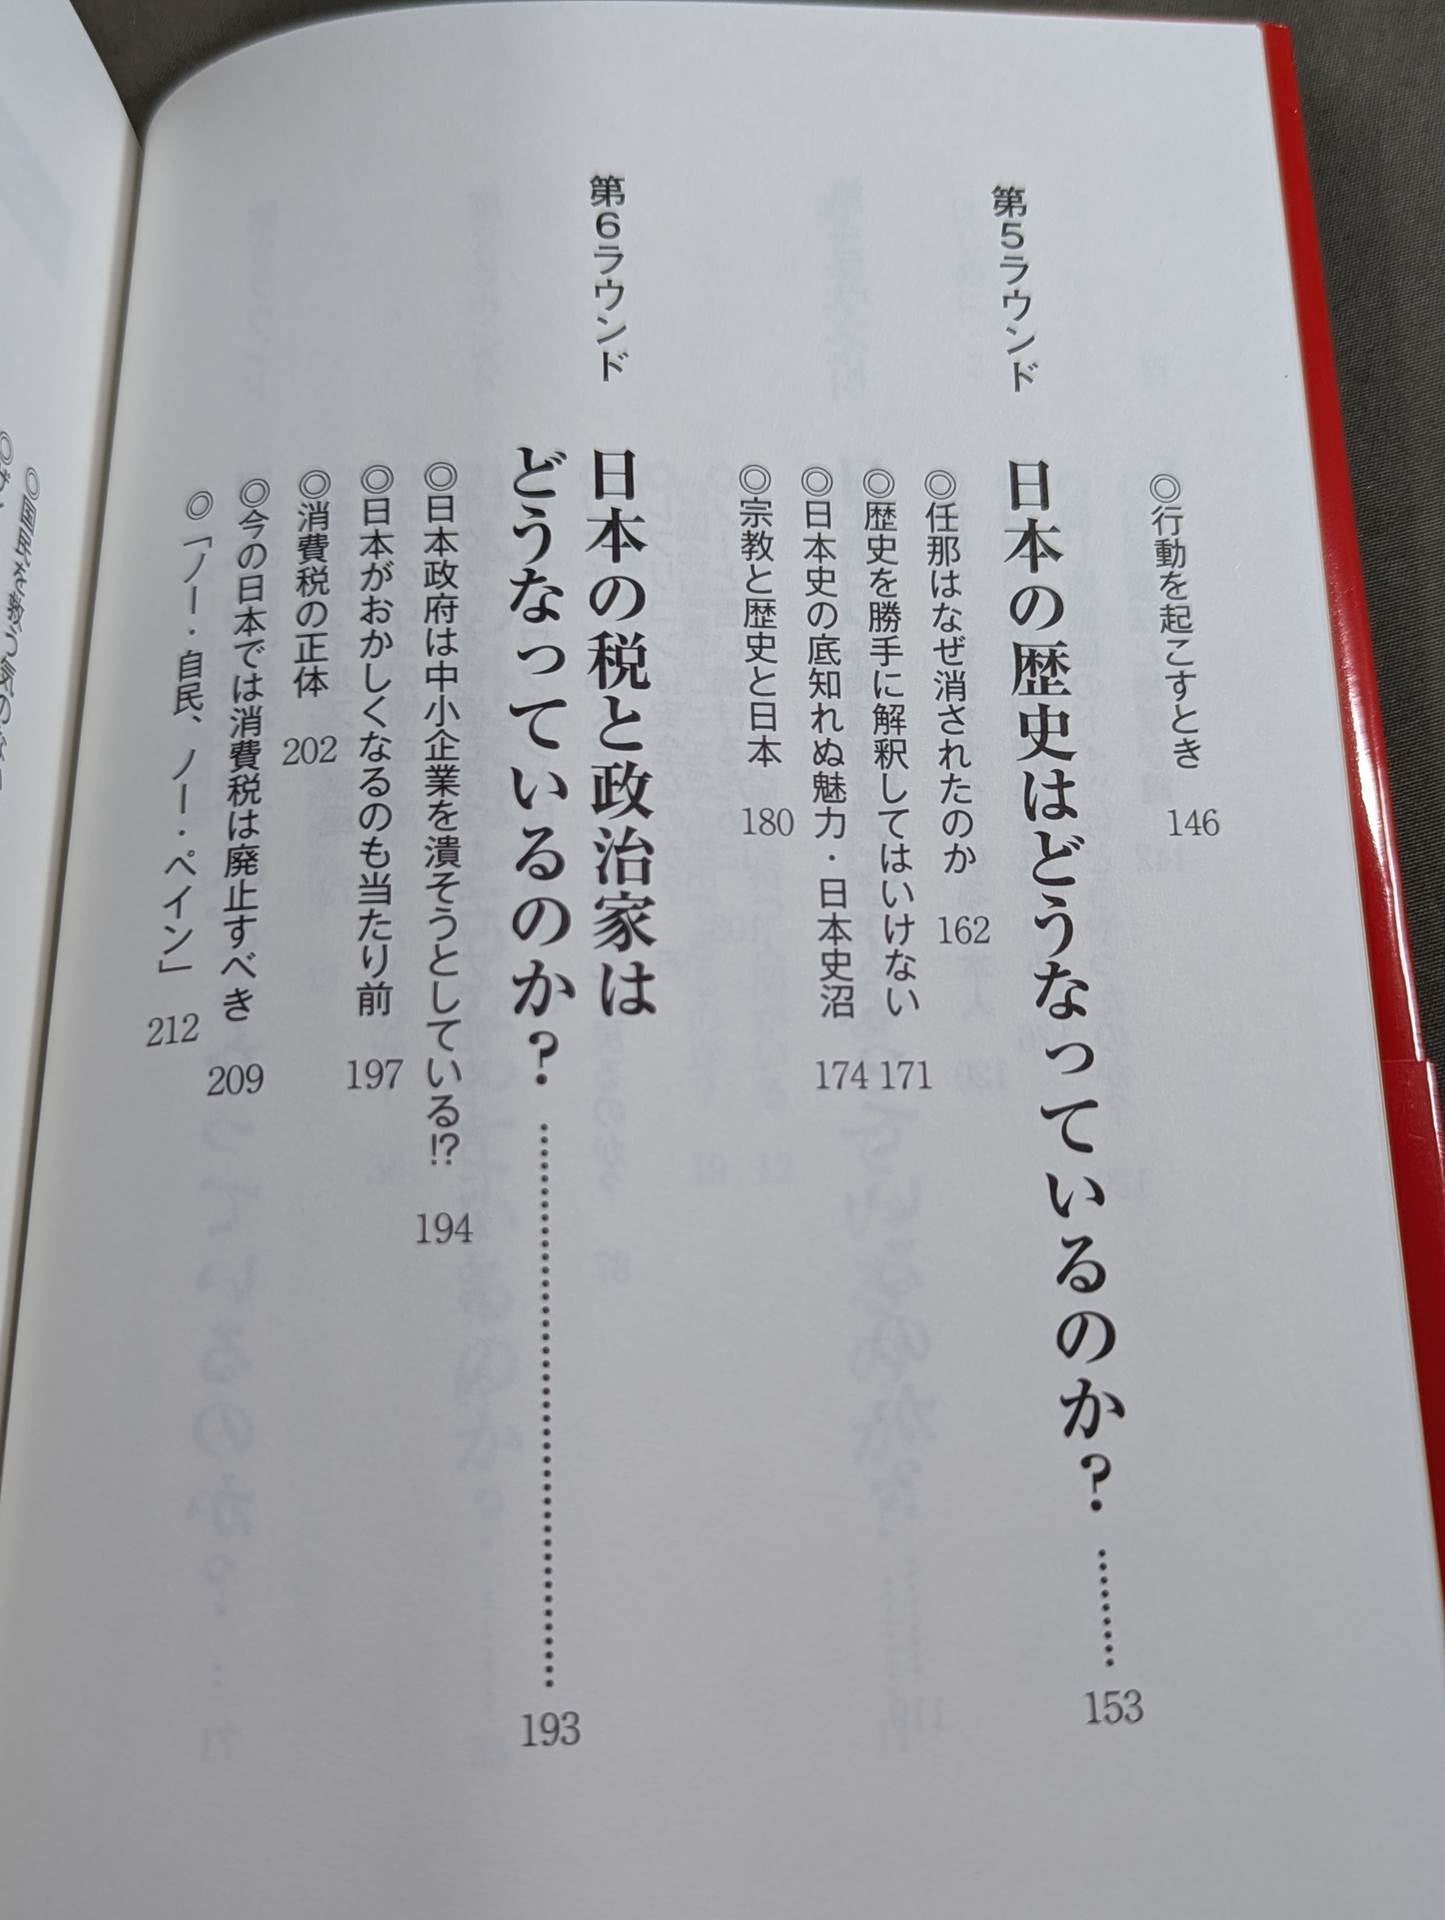 ◎行動を起こすとき 146
第5ラウンド 日本の歴史はどうなっているのか? ……… 153
◎任那はなぜ消されたのか 162
◎歴史を勝手に解釈してはいけない 171
◎日本史の底知れぬ魅力・日本史沼 174
◎宗教と歴史と日本 180
第6ラウンド 日本の税と政治家は
どうなっているのか? ……………………… 193
◎日本政府は中小企業を潰そうとしている!? 194
◎日本がおかしくなるのも当たり前 197
◎消費税の正体 202
◎今の日本では消費税は廃止すべき 209
◎「ノー・自民、ノー・ペイン」 212